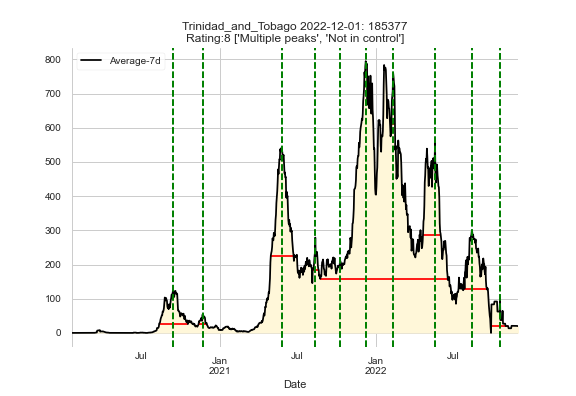 Trinidad_and_Tobago 2022-12-01: 185377
Rating:8 ['Multiple peaks', 'Not in control']
Average-7d
800
700
600
500
400
300
200
100
0
Jul
Jan
2021
Jul
Jan
2022
Jul
Date